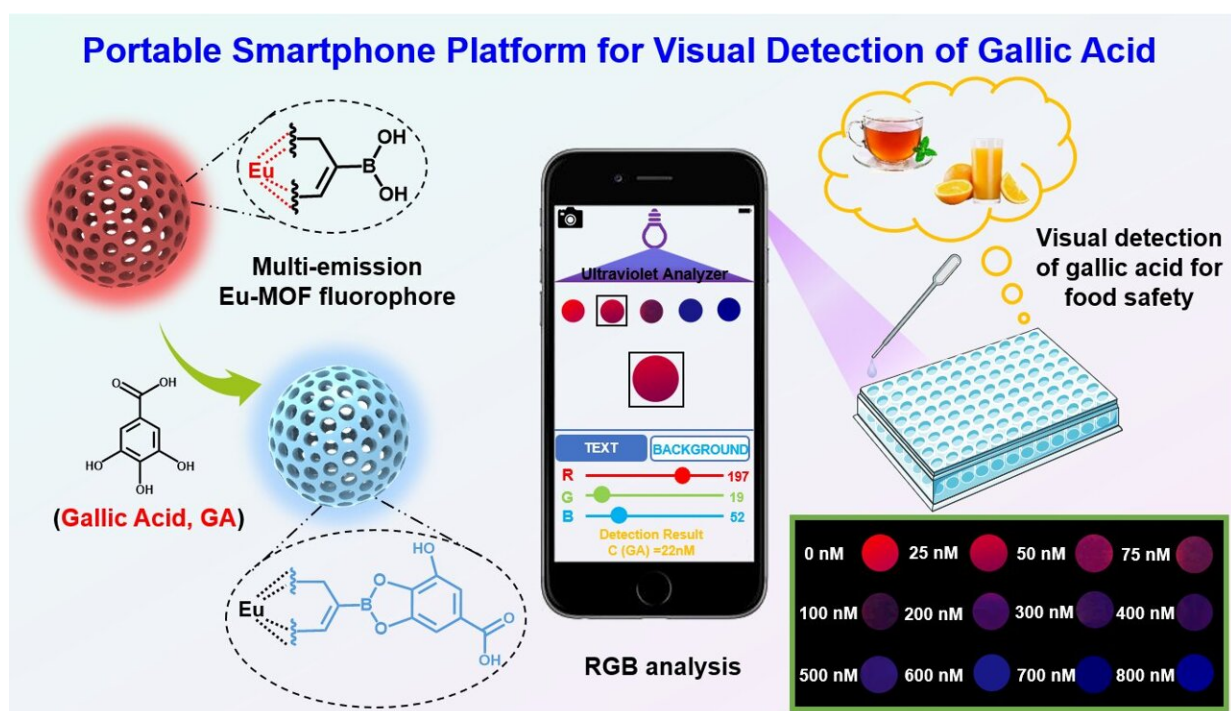 Portable Smartphone Platform for Visual Detection of Gallic Acid
Eu
B
OH
OH
Multi-emission
Eu-MOF fluorophore
O
OH
HO
OH
OH
(Gallic Acid, GA)
Eu
B
O
O
HO
O
OH
Ultraviolet Analyzer
TEXT
BACKGROUND
R 197
G 19
B 52
Detection Result
C (GA) =22nM
RGB analysis
Visual detection
of gallic acid for
food safety
0 nM 25 nM 50 nM 75 nM
100 nM 200 nM 300 nM 400 nM
500 nM 600 nM 700 nM 800 nM